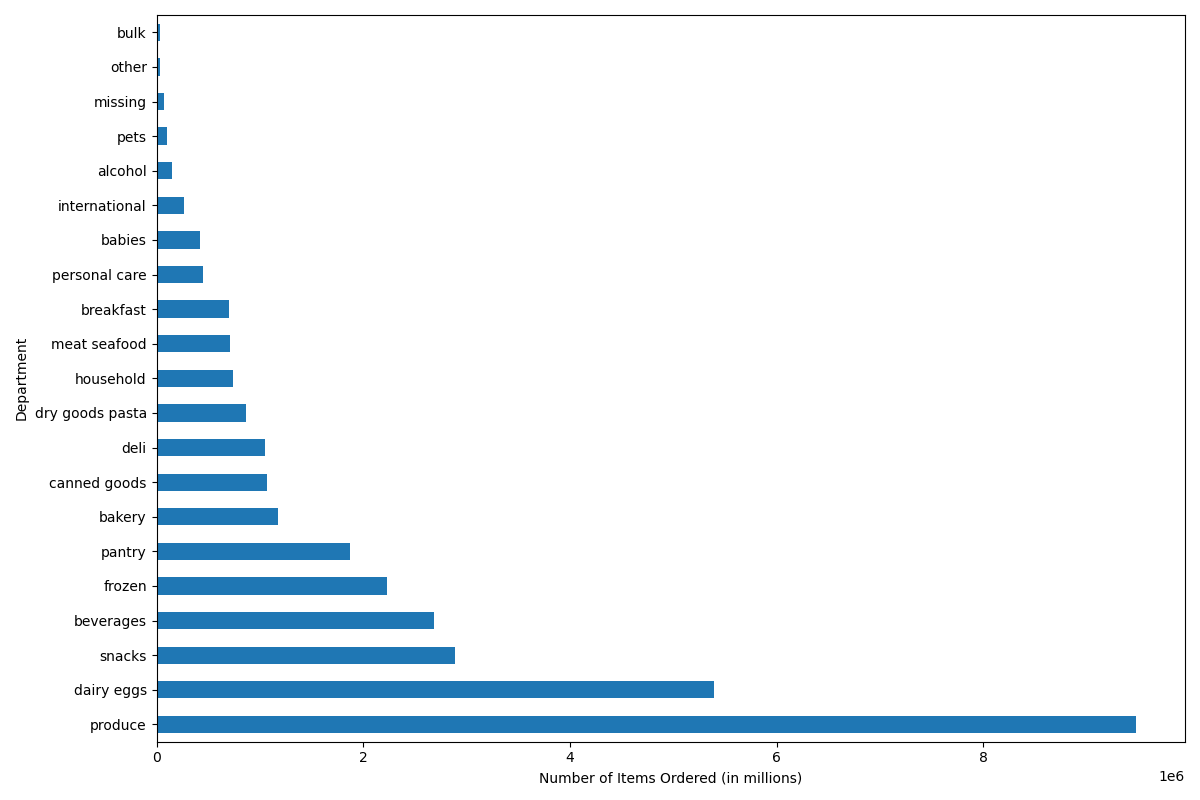 bulk
other
missing
pets
alcohol
international
babies
personal care
breakfast
meat seafood
household
dry goods pasta
deli
canned goods
bakery
pantry
frozen
beverages
snacks
dairy eggs
produce
Department
0 2 4 6 8
1e6
Number of Items Ordered (in millions)